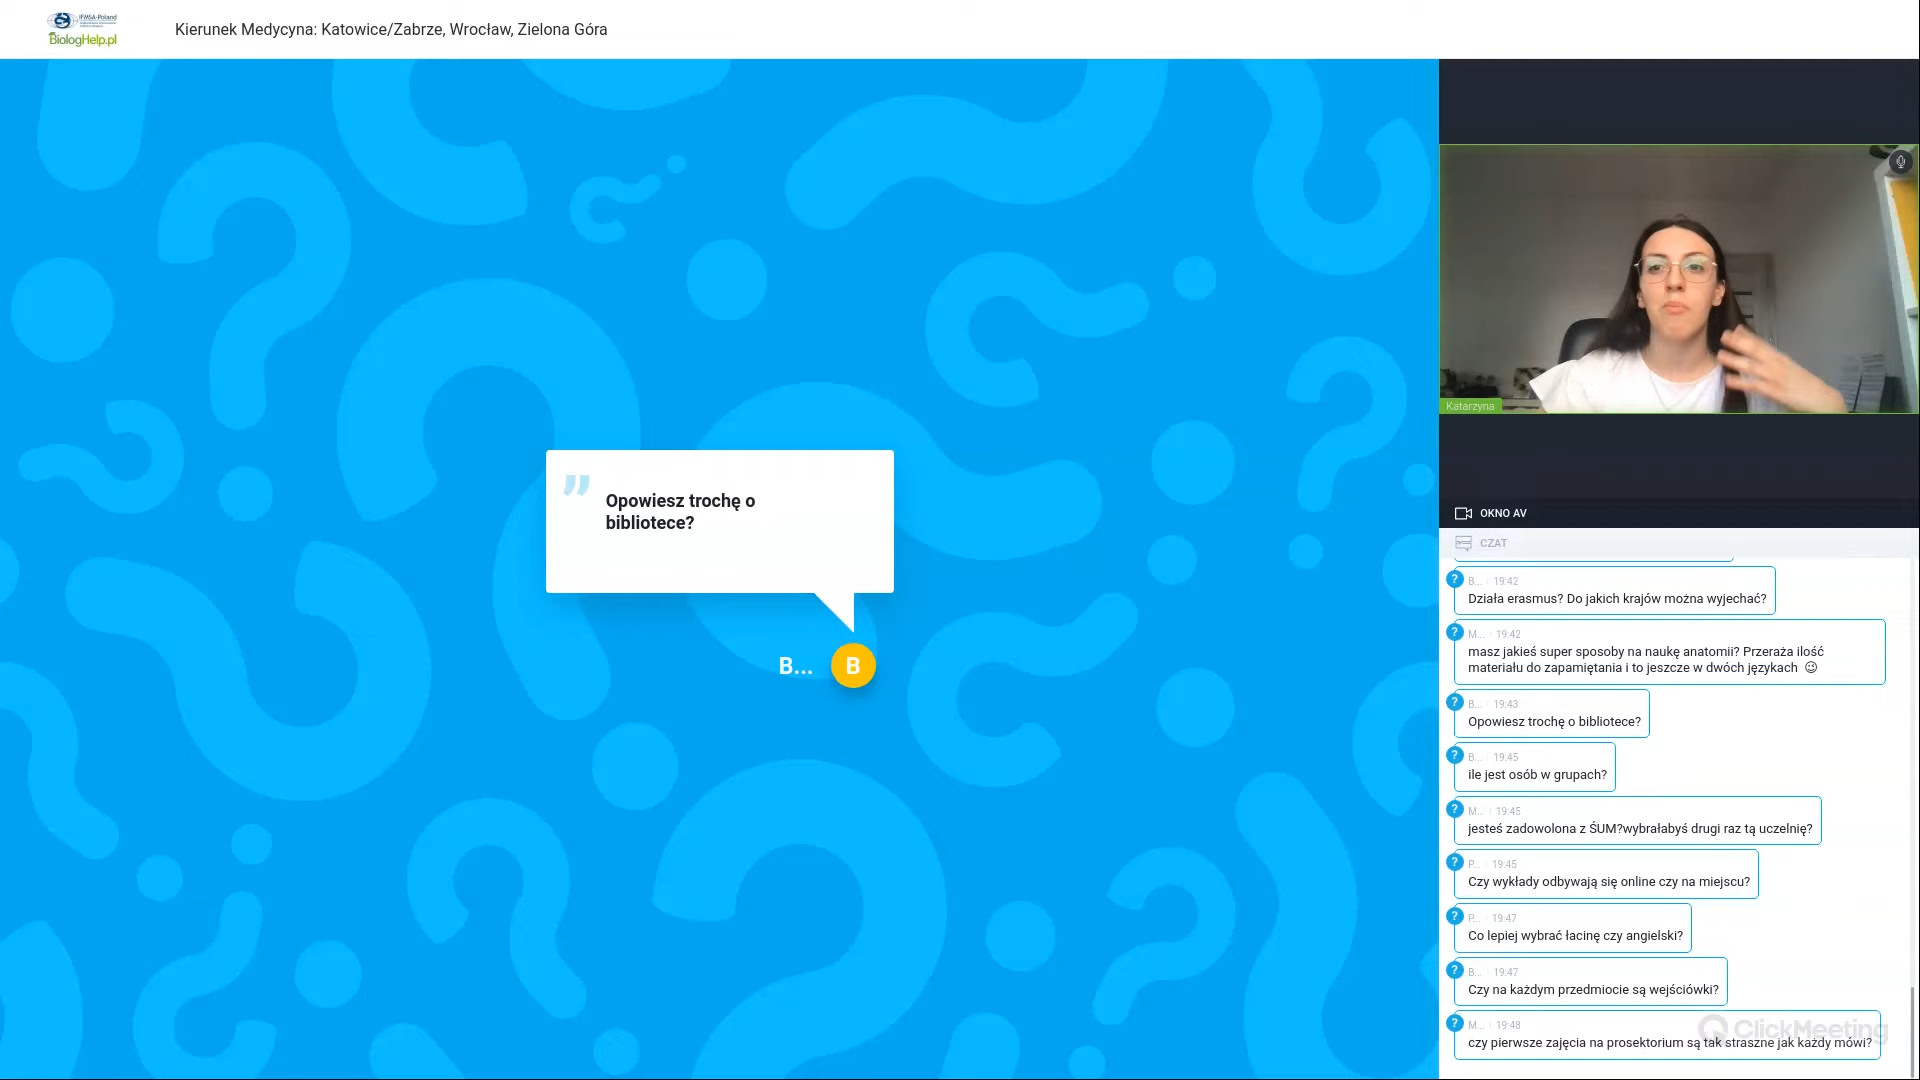 IFMSA-Poland
BiologHelp.pl
Kierunek Medycyna: Katowice/Zabrze, Wrocław, Zielona Góra
Opowiesz trochę o
bibliotece?
B...
B
Katarzyna
OKNO AV
CZAT
B... 19:42
Działa erasmus? Do jakich krajów można wyjechać?
M... 19:42
masz jakieś super sposoby na naukę anatomii? Przeraża ilość
materiału do zapamiętania i to jeszcze w dwóch językach 😉
B... 19:43
Opowiesz trochę o bibliotece?
B... 19:45
ile jest osób w grupach?
M... 19:45
jesteś zadowolona z ŚUM?wybrałabyś drugi raz tą uczelnię?
P... 19:45
Czy wykłady odbywają się online czy na miejscu?
P... 19:47
Co lepiej wybrać łacinę czy angielski?
B... 19:47
Czy na każdym przedmiocie są wejściówki?
M... 19:48
czy pierwsze zajęcia na prosektorium są tak straszne jak każdy mówi?
ClickMeeting